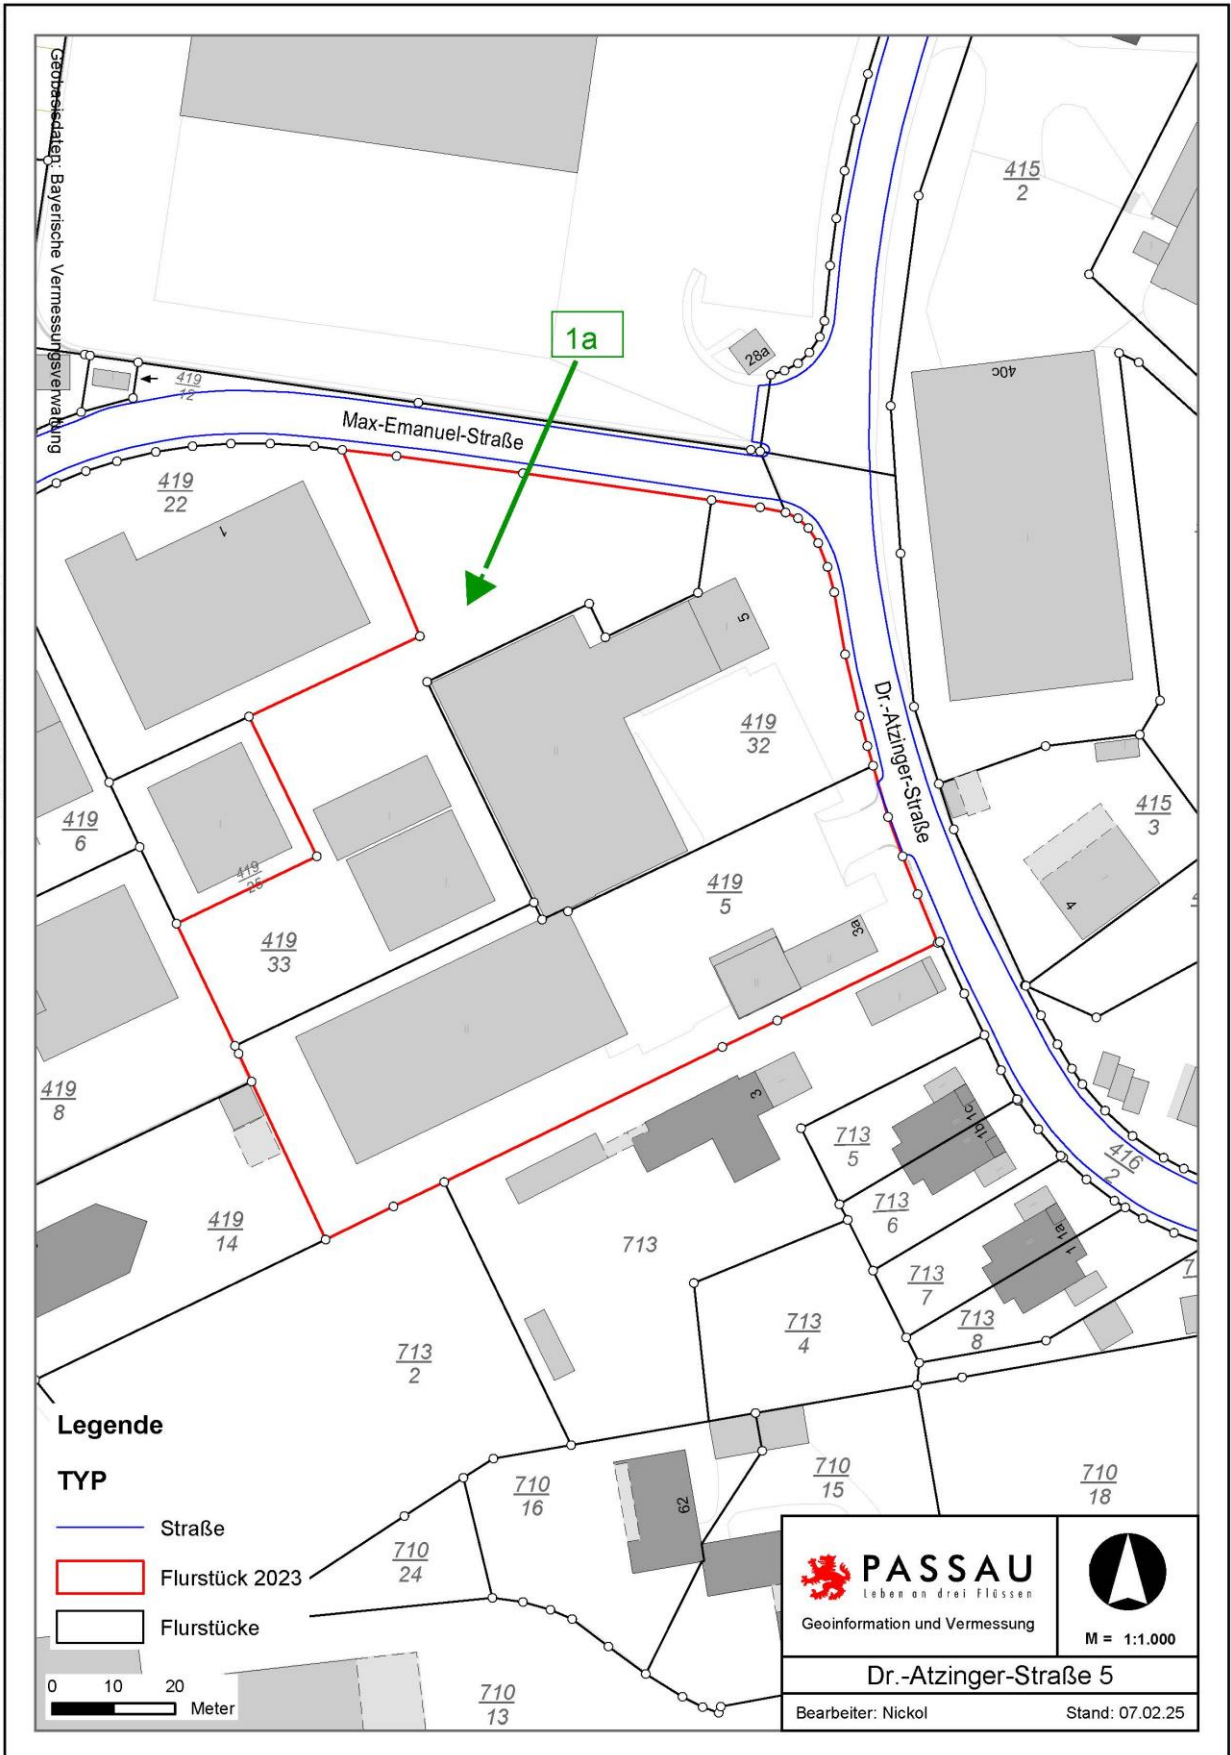 Geobasisdaten: Bayerische Vermessungsverwaltung
415
2
1a
28a
40c
419
12
Max-Emanuel-Straße
419
22
1
5
419
32
Dr.-Atzinger-Straße
419
6
419
25
415
3
4
419
5
419
33
3a
419
8
3
713
5
1b
1c
416
2
713
6
419
14
713
1
1a
713
7
713
8
713
4
713
2
Legende
TYP
Straße
Flurstück 2023
Flurstücke
0 10 20
Meter
710
16
62
710
15
710
18
710
24
710
13
PASSAU
Leben an drei Flüssen
Geoinformation und Vermessung
M = 1:1.000
Dr.-Atzinger-Straße 5
Bearbeiter: Nickol
Stand: 07.02.25